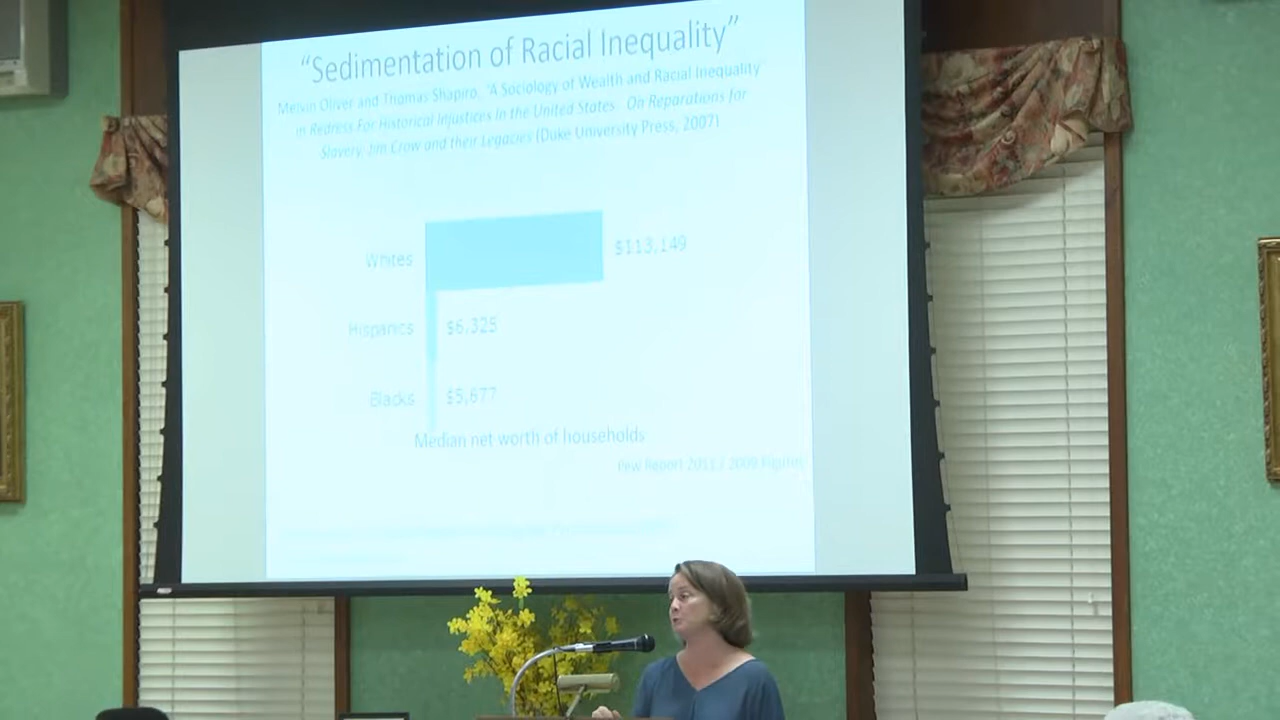 “Sedimentation of Racial Inequality”
Melvin Oliver and Thomas Shapiro, “A Sociology of Wealth and Racial Inequality
in Redress For Historical Injustices In the United States: On Reparations for
Slavery, Jim Crow and their Legacies (Duke University Press, 2007)
Whites $113,149
Hispanics $6,325
Blacks $5,677
Median net worth of households
Pew Report 2011 / 2009 Figures